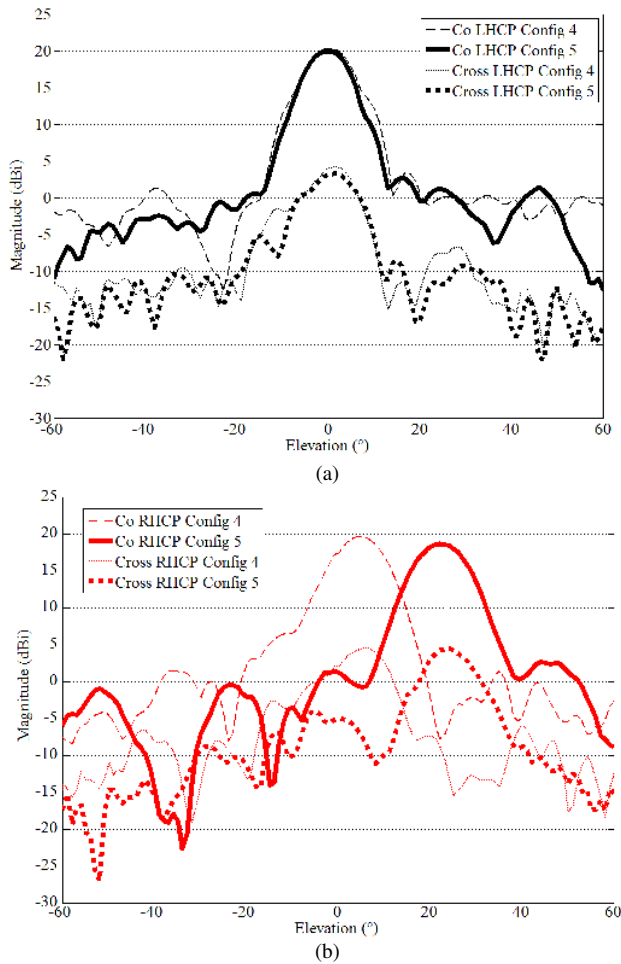 25
20
15
10
5
0
-5
-10
-15
-20
-25
-30
Magnitude (dBi)
Co LHCP Config 4
Co LHCP Config 5
Cross LHCP Config 4
Cross LHCP Config 5
-60
-40
-20
0
20
40
60
Elevation (°)
(a)
25
20
15
10
5
0
-5
-10
-15
-20
-25
-30
Magnitude (dBi)
Co RHCP Config 4
Co RHCP Config 5
Cross RHCP Config 4
Cross RHCP Config 5
-60
-40
-20
0
20
40
60
Elevation (°)
(b)